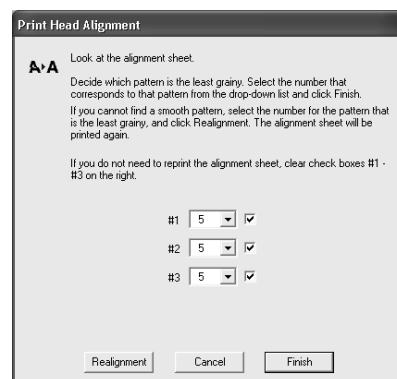 Print Head Alignment
A▸A
Look at the alignment sheet.
Decide which pattern is the least grainy. Select the number that
corresponds to that pattern from the drop-down list and click Finish.
If you cannot find a smooth pattern, select the number for the pattern that
is the least grainy, and click Realignment. The alignment sheet will be
printed again.
If you do not need to reprint the alignment sheet, clear check boxes #1 -
#3 on the right.
#1 5
#2 5
#3 5
Realignment Cancel Finish